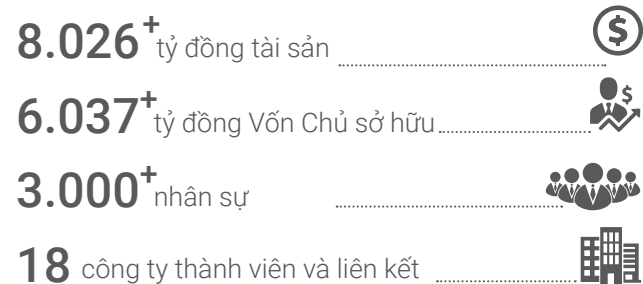 8.026+ tỷ đồng tài sản
6.037+ tỷ đồng Vốn Chủ sở hữu
3.000+ nhân sự
18 công ty thành viên và liên kết